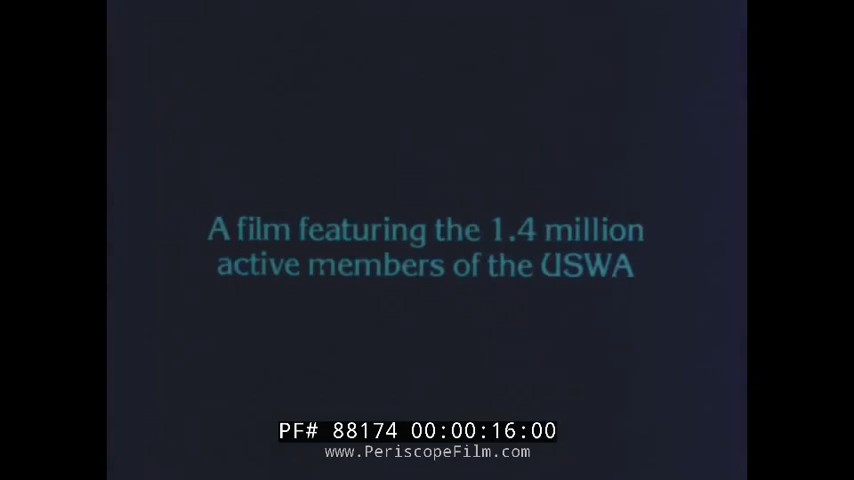 A film featuring the 1.4 million
active members of the USWA
PF# 88174 00:00:16:00
www.PeriscopeFilm.com